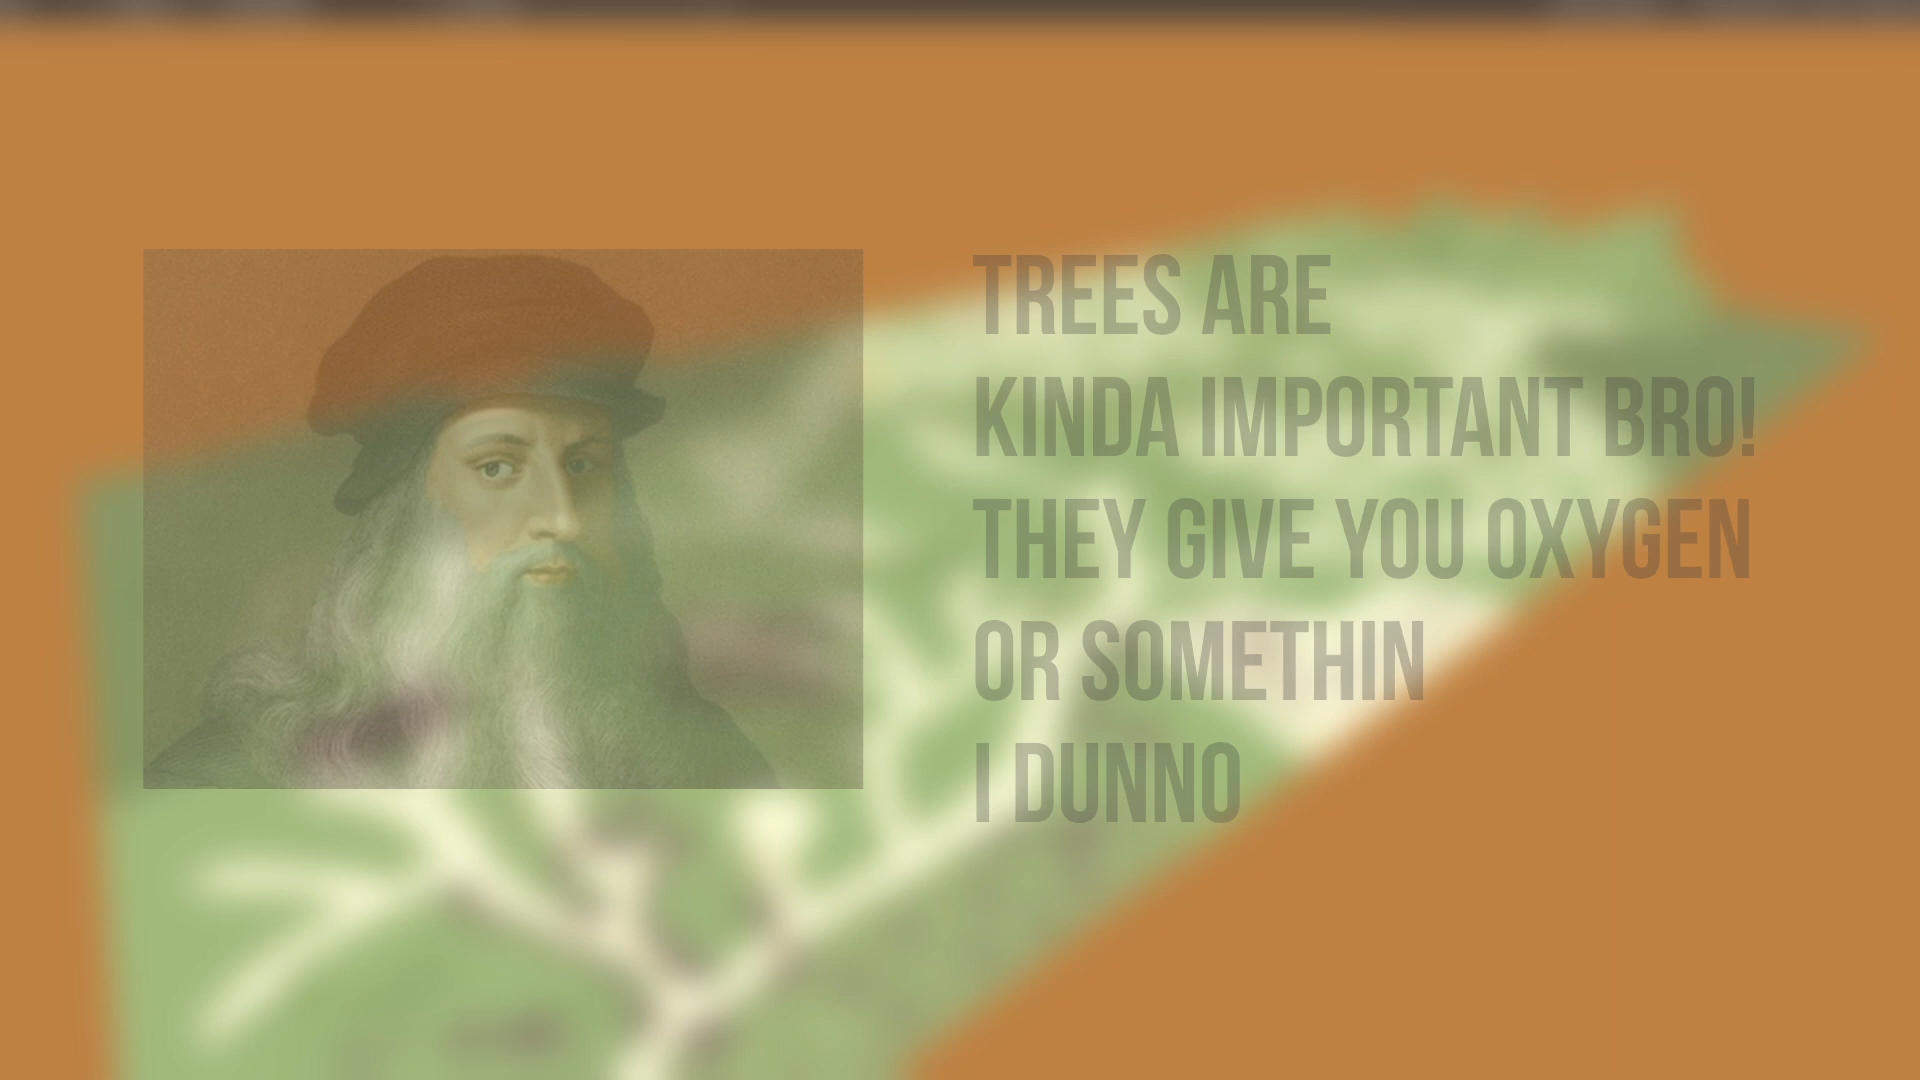 TREES ARE
KINDA IMPORTANT BRO!
THEY GIVE YOU OXYGEN
OR SOMETHIN
I DUNNO